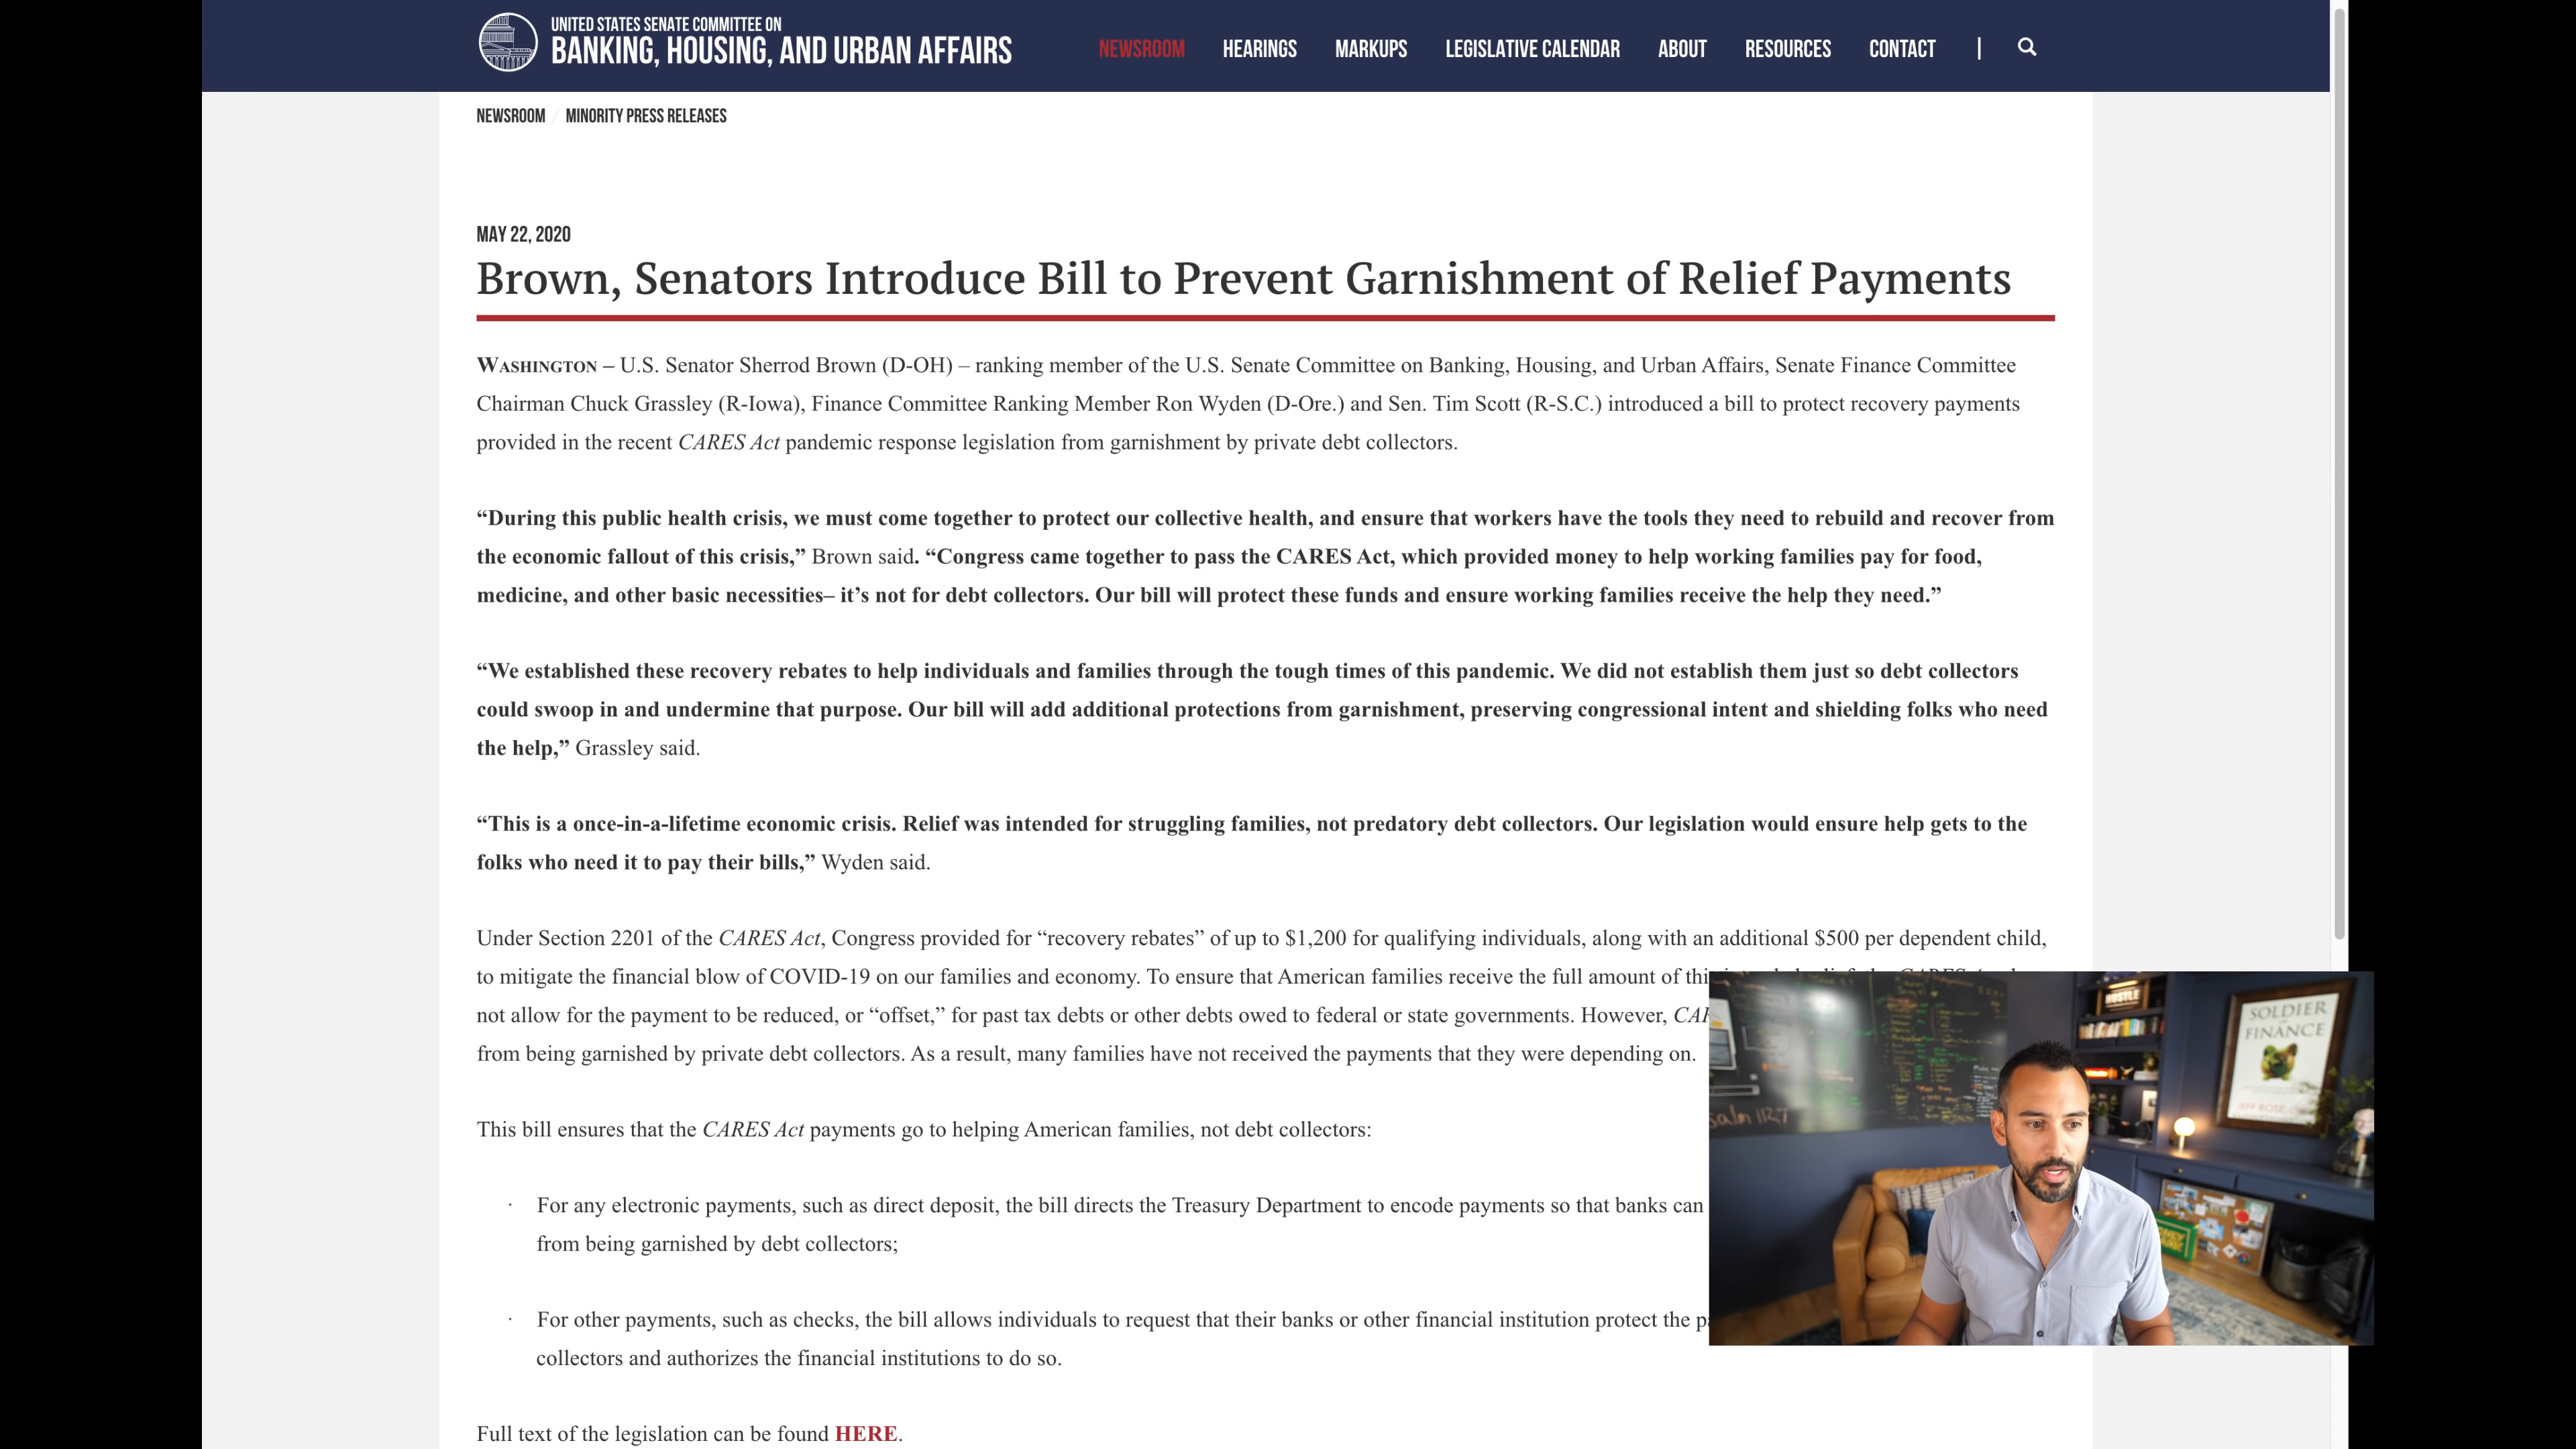 UNITED STATES SENATE COMMITTEE ON
BANKING, HOUSING, AND URBAN AFFAIRS
NEWSROOM HEARINGS MARKUPS LEGISLATIVE CALENDAR ABOUT RESOURCES CONTACT |
NEWSROOM / MINORITY PRESS RELEASES
MAY 22, 2020
Brown, Senators Introduce Bill to Prevent Garnishment of Relief Payments
WASHINGTON – U.S. Senator Sherrod Brown (D-OH) – ranking member of the U.S. Senate Committee on Banking, Housing, and Urban Affairs, Senate Finance Committee
Chairman Chuck Grassley (R-Iowa), Finance Committee Ranking Member Ron Wyden (D-Ore.) and Sen. Tim Scott (R-S.C.) introduced a bill to protect recovery payments
provided in the recent CARES Act pandemic response legislation from garnishment by private debt collectors.
“During this public health crisis, we must come together to protect our collective health, and ensure that workers have the tools they need to rebuild and recover from
the economic fallout of this crisis,” Brown said. “Congress came together to pass the CARES Act, which provided money to help working families pay for food,
medicine, and other basic necessities– it’s not for debt collectors. Our bill will protect these funds and ensure working families receive the help they need.”
“We established these recovery rebates to help individuals and families through the tough times of this pandemic. We did not establish them just so debt collectors
could swoop in and undermine that purpose. Our bill will add additional protections from garnishment, preserving congressional intent and shielding folks who need
the help,” Grassley said.
“This is a once-in-a-lifetime economic crisis. Relief was intended for struggling families, not predatory debt collectors. Our legislation would ensure help gets to the
folks who need it to pay their bills,” Wyden said.
Under Section 2201 of the CARES Act, Congress provided for “recovery rebates” of up to $1,200 for qualifying individuals, along with an additional $500 per dependent child,
to mitigate the financial blow of COVID-19 on our families and economy. To ensure that American families receive the full amount of
not allow for the payment to be reduced, or “offset,” for past tax debts or other debts owed to federal or state governments. However,
from being garnished by private debt collectors. As a result, many families have not received the payments that they were depending on.
This bill ensures that the CARES Act payments go to helping American families, not debt collectors:
· For any electronic payments, such as direct deposit, the bill directs the Treasury Department to encode payments so that banks can
from being garnished by debt collectors;
· For other payments, such as checks, the bill allows individuals to request that their banks or other financial institution protect the
collectors and authorizes the financial institutions to do so.
Full text of the legislation can be found HERE.
HUSTLE
SOLDIER
OF
FINANCE
JEFF ROSE
salm 112:7